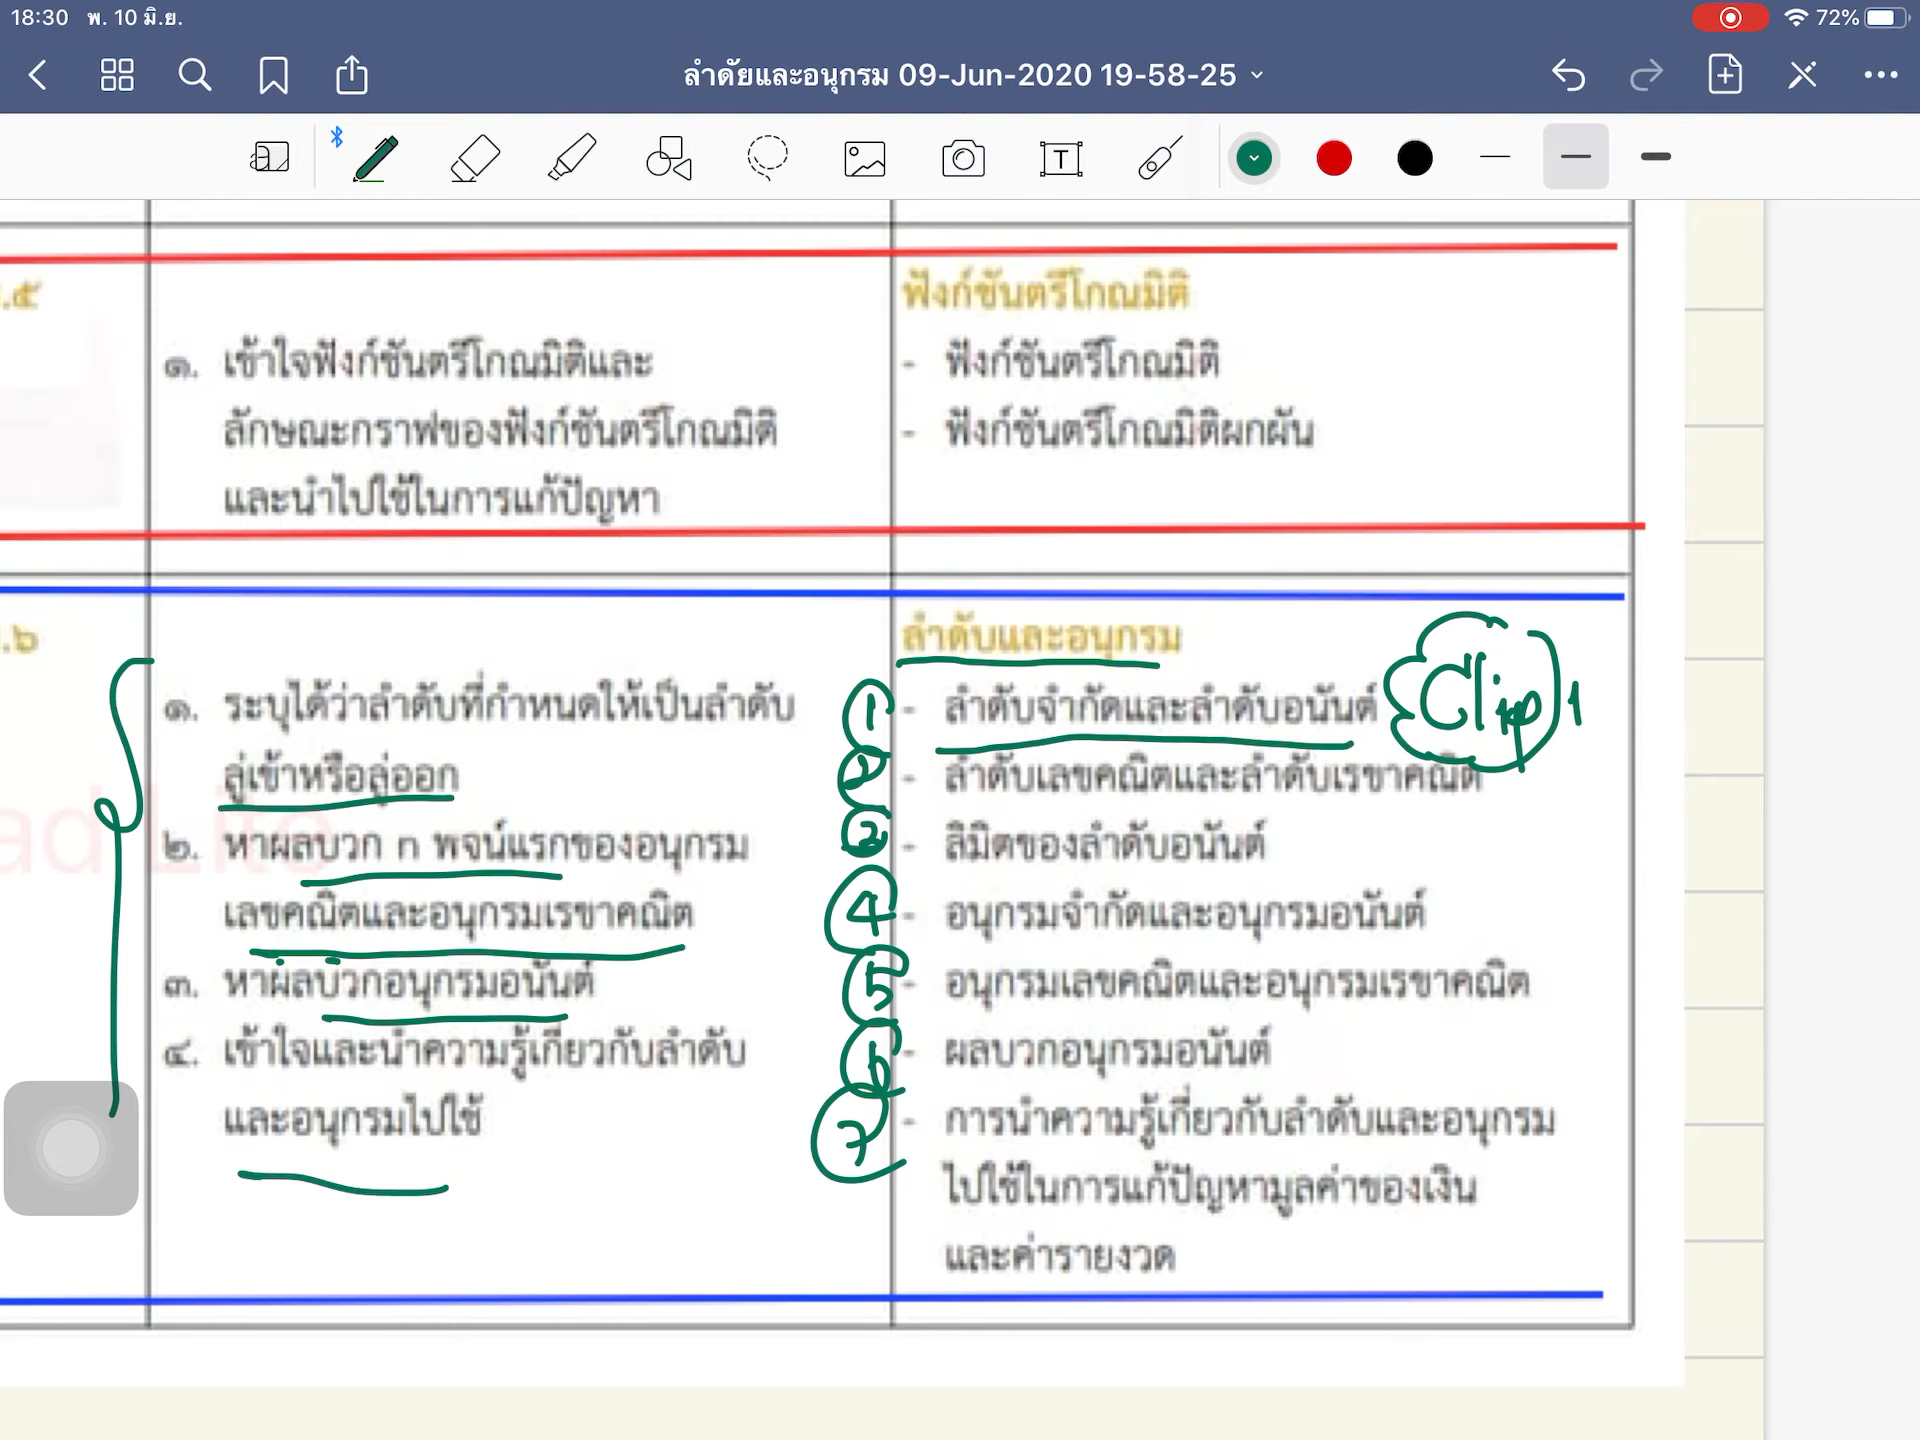 18:30 พ. 10 มิ.ย.
72%
ลำดัยและอนุกรม 09-Jun-2020 19-58-25
.๕
ฟังก์ชันตรีโกณมิติ
๑. เข้าใจฟังก์ชันตรีโกณมิติและ
ลักษณะกราฟของฟังก์ชันตรีโกณมิติ
และนำไปใช้ในการแก้ปัญหา
- ฟังก์ชันตรีโกณมิติ
- ฟังก์ชันตรีโกณมิติผกผัน
.๖
ลำดับและอนุกรม
๑. ระบุได้ว่าลำดับที่กำหนดให้เป็นลำดับ
ลู่เข้าหรือลู่ออก
๒. หาผลบวก n พจน์แรกของอนุกรม
เลขคณิตและอนุกรมเรขาคณิต
๓. หาผลบวกอนุกรมอนันต์
๔. เข้าใจและนำความรู้เกี่ยวกับลำดับ
และอนุกรมไปใช้
1 - ลำดับจำกัดและลำดับอนันต์ Clip 1
2 - ลำดับเลขคณิตและลำดับเรขาคณิต
3 - ลิมิตของลำดับอนันต์
4 - อนุกรมจำกัดและอนุกรมอนันต์
5 - อนุกรมเลขคณิตและอนุกรมเรขาคณิต
6 - ผลบวกอนุกรมอนันต์
7 - การนำความรู้เกี่ยวกับลำดับและอนุกรม
ไปใช้ในการแก้ปัญหามูลค่าของเงิน
และค่ารายงวด